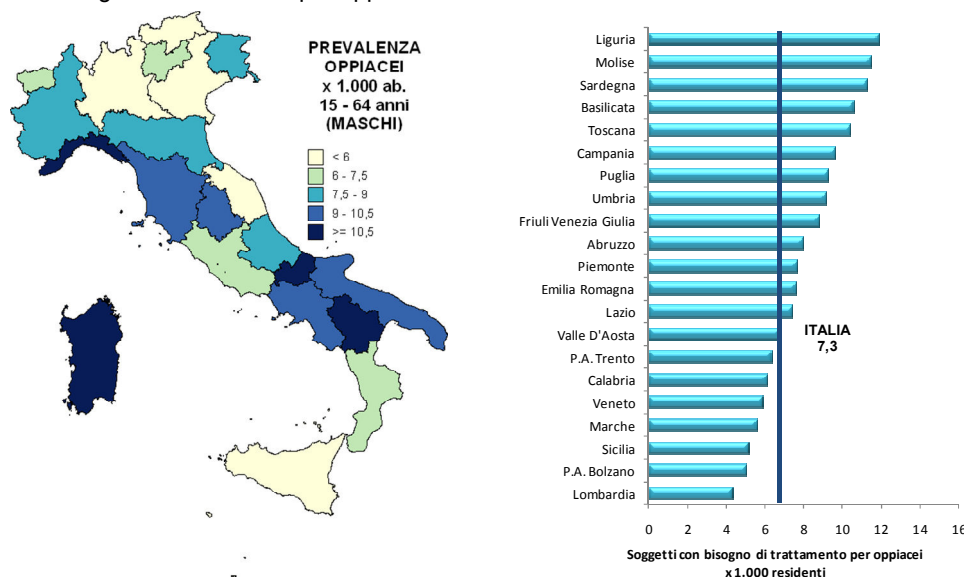 PREVALENZA
OPPIACEI
x 1.000 ab.
15 - 64 anni
(MASCHI)
< 6
6 - 7,5
7,5 - 9
9 - 10,5
>= 10,5
Liguria
Molise
Sardegna
Basilicata
Toscana
Campania
Puglia
Umbria
Friuli Venezia Giulia
Abruzzo
Piemonte
Emilia Romagna
Lazio
Valle D'Aosta
P.A. Trento
Calabria
Veneto
Marche
Sicilia
P.A. Bolzano
Lombardia
ITALIA
7,3
0 2 4 6 8 10 12 14 16
Soggetti con bisogno di trattamento per oppiacei
x 1.000 residenti